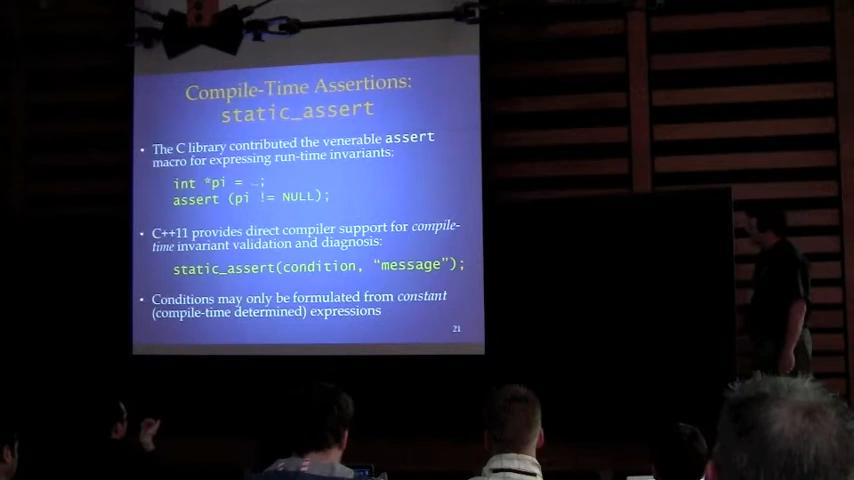 Compile-Time Assertions:
static_assert
• The C library contributed the venerable assert
macro for expressing run-time invariants:
int *pi = …;
assert (pi != NULL);
• C++11 provides direct compiler support for compile-
time invariant validation and diagnosis:
static_assert(condition, “message”);
• Conditions may only be formulated from constant
(compile-time determined) expressions
21